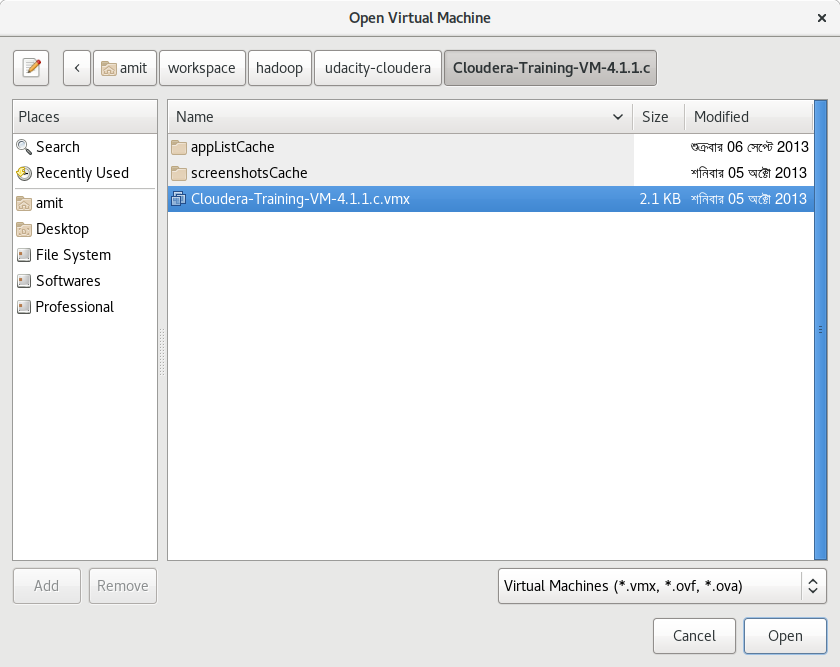 Open Virtual Machine
amit workspace hadoop udacity-cloudera Cloudera-Training-VM-4.1.1.c
Places
Name Size Modified
Search
appListCache শুক্রবার 06 সেপ্টে 2013
Recently Used
screenshotsCache শনিবার 05 অক্টো 2013
amit
Cloudera-Training-VM-4.1.1.c.vmx 2.1 KB শনিবার 05 অক্টো 2013
Desktop
File System
Softwares
Professional
Add Remove
Virtual Machines (*.vmx, *.ovf, *.ova)
Cancel Open